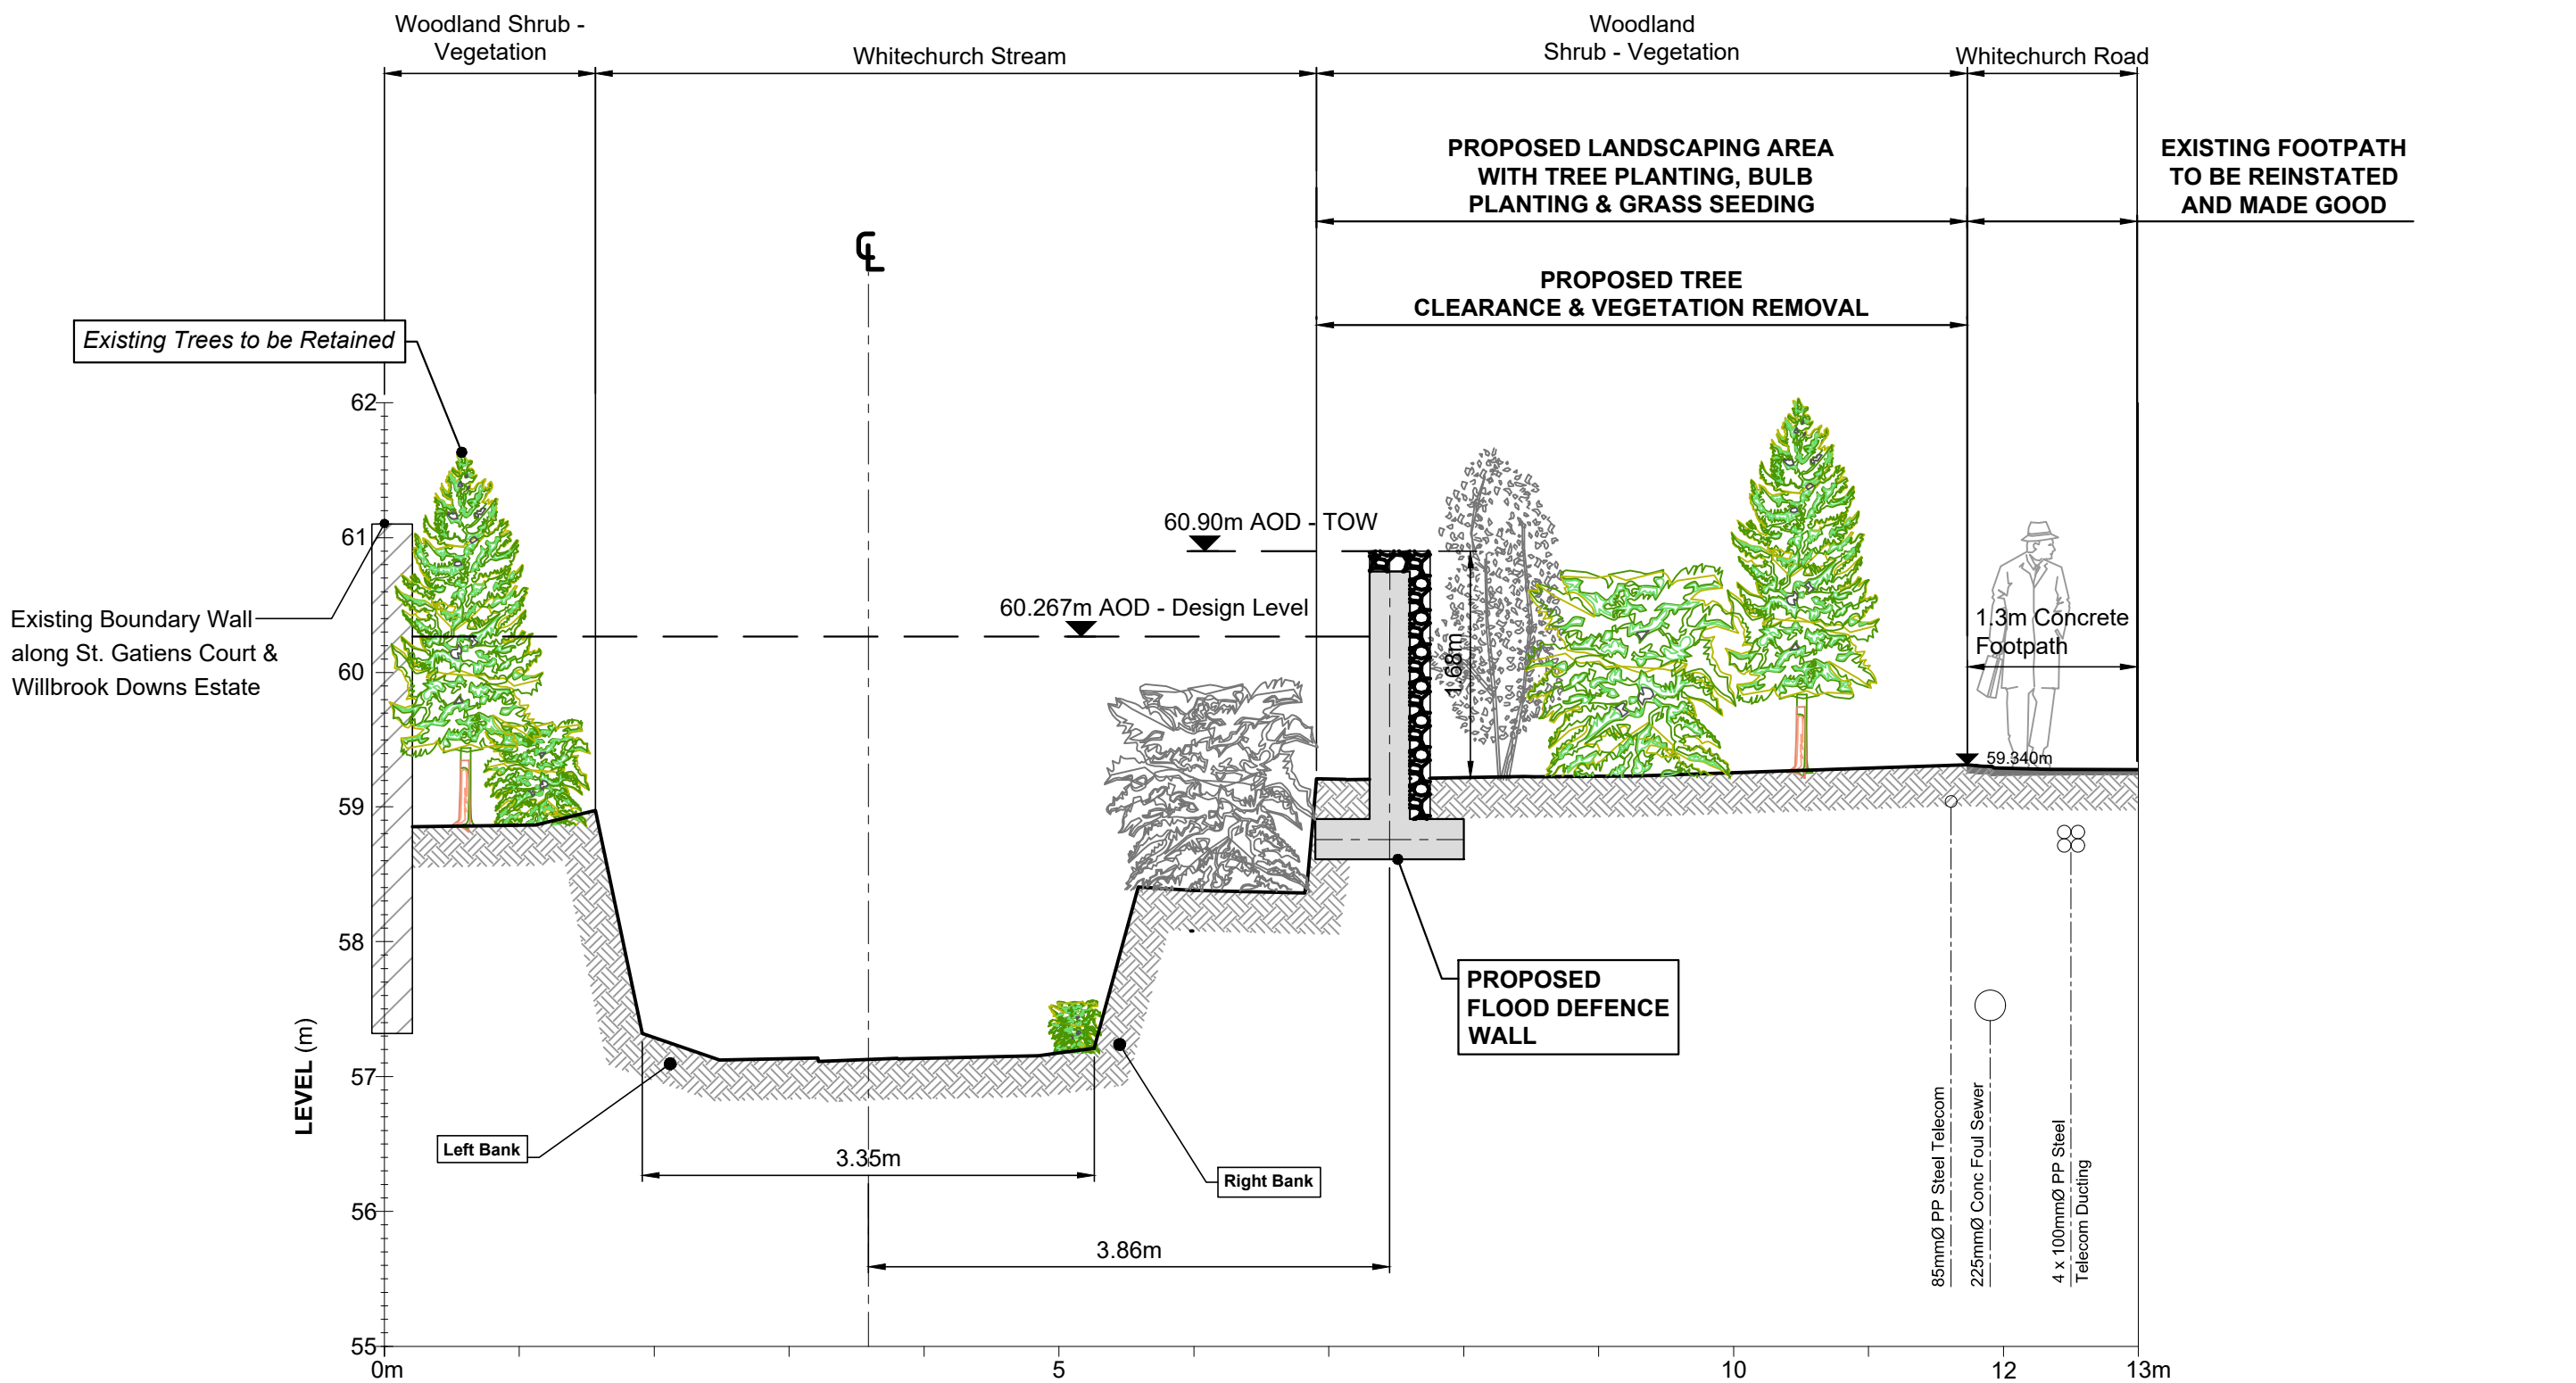 Woodland Shrub -
Vegetation
Whitechurch Stream
Woodland
Shrub - Vegetation
Whitechurch Road
PROPOSED LANDSCAPING AREA
WITH TREE PLANTING, BULB
PLANTING & GRASS SEEDING
EXISTING FOOTPATH
TO BE REINSTATED
AND MADE GOOD
PROPOSED TREE
CLEARANCE & VEGETATION REMOVAL
CL
Existing Trees to be Retained
62
61
60
59
58
57
56
55
LEVEL (m)
60.90m AOD - TOW
60.267m AOD - Design Level
1.68m
Existing Boundary Wall
along St. Gatiens Court &
Willbrook Downs Estate
1.3m Concrete
Footpath
59.340m
PROPOSED
FLOOD DEFENCE
WALL
Left Bank
Right Bank
3.35m
3.86m
85mmØ PP Steel Telecom
225mmØ Conc Foul Sewer
4 x 100mmØ PP Steel
Telecom Ducting
0m
5
10
12
13m